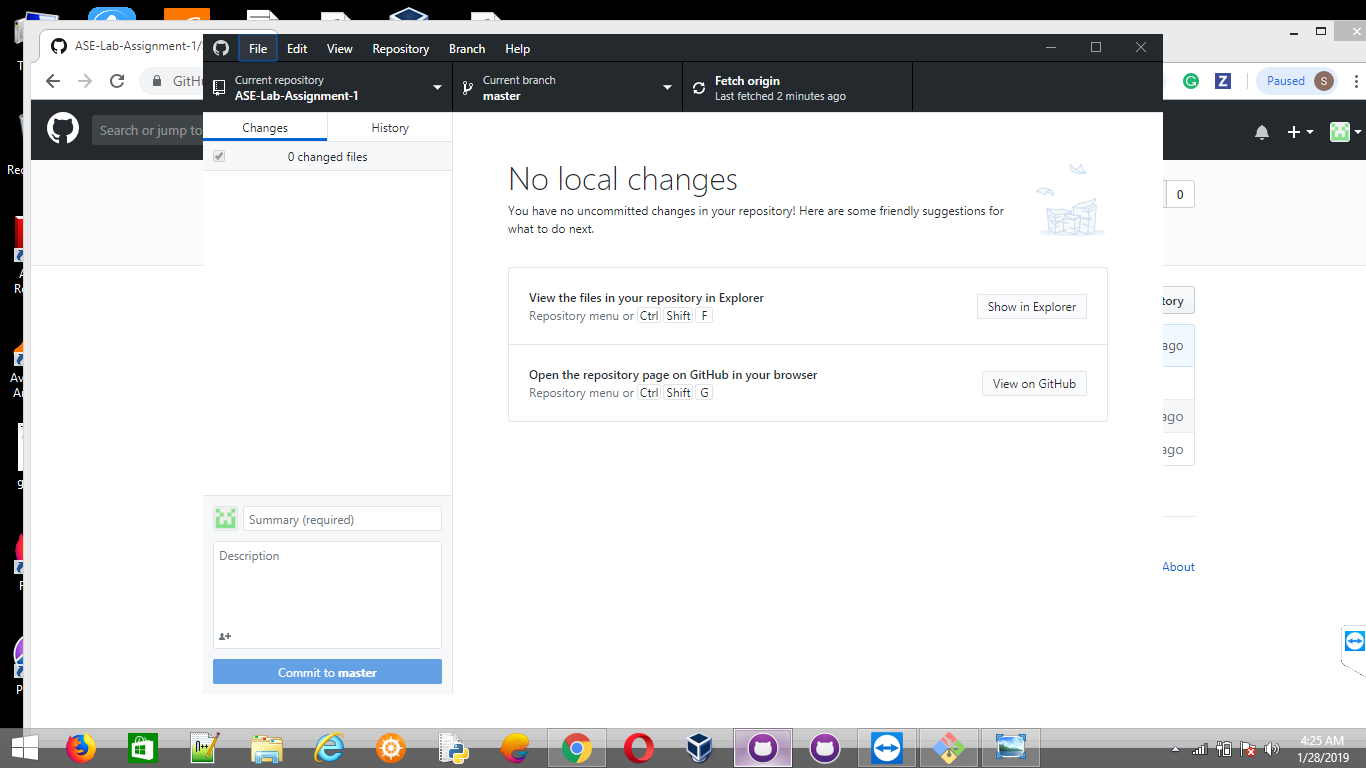 ASE-Lab-Assignment-1/
GitHu
Paused
S
Search or jump to
0
tory
ago
ago
ago
About
File
Edit
View
Repository
Branch
Help
Current repository
ASE-Lab-Assignment-1
Current branch
master
Fetch origin
Last fetched 2 minutes ago
Changes
History
0 changed files
No local changes
You have no uncommitted changes in your repository! Here are some friendly suggestions for
what to do next.
View the files in your repository in Explorer
Repository menu or Ctrl Shift F
Show in Explorer
Open the repository page on GitHub in your browser
Repository menu or Ctrl Shift G
View on GitHub
Summary (required)
Description
Commit to master
4:25 AM
1/28/2019